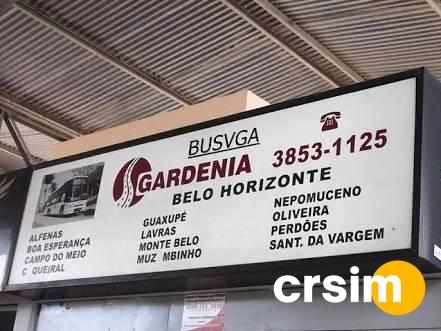 BUSVGA
GARDENIA 3853-1125
BELO HORIZONTE
ALFENAS
BOA ESPERANÇA
CAMPO DO MEIO
C QUEIRAL
GUAXUPÉ
LAVRAS
MONTE BELO
MUZ MBINHO
NEPOMUCENO
OLIVEIRA
PERDÕES
SANT. DA VARGEM
crsim